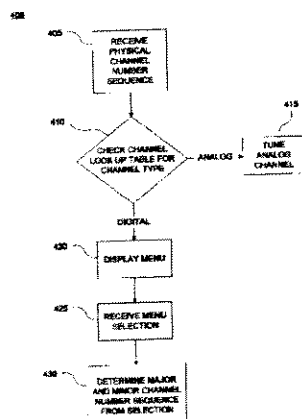 400
405
RECEIVE
PHYSICAL
CHANNEL
NUMBER
SEQUENCE
410
CHECK CHANNEL
LOOK UP TABLE FOR
CHANNEL TYPE
ANALOG
415
TUNE
ANALOG
CHANNEL
DIGITAL
420
DISPLAY MENU
425
RECEIVE MENU
SELECTION
430
DETERMINE MAJOR
AND MINOR CHANNEL
NUMBER SEQUENCE
FROM SELECTION